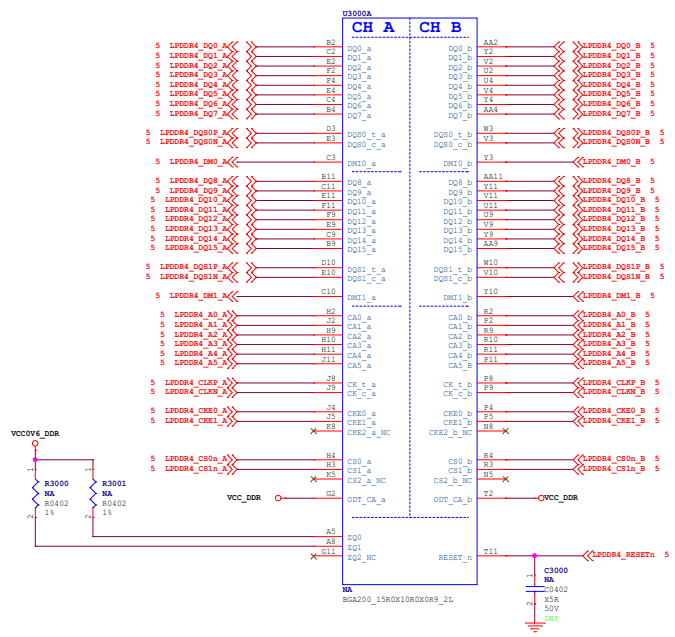 U3000A
CH A CH B
5 LPDDR4_DQ0_A B2 DQ0_a DQ0_b AA2 LPDDR4_DQ0_B 5
5 LPDDR4_DQ1_A C2 DQ1_a DQ1_b Y2 LPDDR4_DQ1_B 5
5 LPDDR4_DQ2_A E2 DQ2_a DQ2_b V2 LPDDR4_DQ2_B 5
5 LPDDR4_DQ3_A F2 DQ3_a DQ3_b U2 LPDDR4_DQ3_B 5
5 LPDDR4_DQ4_A F4 DQ4_a DQ4_b U4 LPDDR4_DQ4_B 5
5 LPDDR4_DQ5_A E4 DQ5_a DQ5_b V4 LPDDR4_DQ5_B 5
5 LPDDR4_DQ6_A C4 DQ6_a DQ6_b Y4 LPDDR4_DQ6_B 5
5 LPDDR4_DQ7_A B4 DQ7_a DQ7_b AA4 LPDDR4_DQ7_B 5
5 LPDDR4_DQS0P_A D3 DQS0_t_a DQS0_t_b W3 LPDDR4_DQS0P_B 5
5 LPDDR4_DQS0N_A E3 DQS0_c_a DQS0_c_b V3 LPDDR4_DQS0N_B 5
5 LPDDR4_DM0_A C3 DMI0_a DMI0_b Y3 LPDDR4_DM0_B 5
5 LPDDR4_DQ8_A B11 DQ8_a DQ8_b AA11 LPDDR4_DQ8_B 5
5 LPDDR4_DQ9_A C11 DQ9_a DQ9_b Y11 LPDDR4_DQ9_B 5
5 LPDDR4_DQ10_A E11 DQ10_a DQ10_b V11 LPDDR4_DQ10_B 5
5 LPDDR4_DQ11_A F11 DQ11_a DQ11_b U11 LPDDR4_DQ11_B 5
5 LPDDR4_DQ12_A F9 DQ12_a DQ12_b U9 LPDDR4_DQ12_B 5
5 LPDDR4_DQ13_A E9 DQ13_a DQ13_b V9 LPDDR4_DQ13_B 5
5 LPDDR4_DQ14_A C9 DQ14_a DQ14_b Y9 LPDDR4_DQ14_B 5
5 LPDDR4_DQ15_A B9 DQ15_a DQ15_b AA9 LPDDR4_DQ15_B 5
5 LPDDR4_DQS1P_A D10 DQS1_t_a DQS1_t_b W10 LPDDR4_DQS1P_B 5
5 LPDDR4_DQS1N_A E10 DQS1_c_a DQS1_c_b V10 LPDDR4_DQS1N_B 5
5 LPDDR4_DM1_A C10 DMI1_a DMI1_b Y10 LPDDR4_DM1_B 5
5 LPDDR4_A0_A H2 CA0_a CA0_b R2 LPDDR4_A0_B 5
5 LPDDR4_A1_A J2 CA1_a CA1_b P2 LPDDR4_A1_B 5
5 LPDDR4_A2_A H9 CA2_a CA2_b R9 LPDDR4_A2_B 5
5 LPDDR4_A3_A H10 CA3_a CA3_b R10 LPDDR4_A3_B 5
5 LPDDR4_A4_A H11 CA4_a CA4_b R11 LPDDR4_A4_B 5
5 LPDDR4_A5_A J11 CA5_a CA5_b P11 LPDDR4_A5_B 5
5 LPDDR4_CLKP_A J8 CK_t_a CK_t_b P8 LPDDR4_CLKP_B 5
5 LPDDR4_CLKN_A J9 CK_c_a CK_c_b P9 LPDDR4_CLKN_B 5
5 LPDDR4_CKE0_A J4 CKE0_a CKE0_b P4 LPDDR4_CKE0_B 5
5 LPDDR4_CKE1_A J5 CKE1_a CKE1_b P5 LPDDR4_CKE1_B 5
K8 CKE2_a_NC CKE2_b_NC N8
VCC0V6_DDR
5 LPDDR4_CS0n_A H4 CS0_a CS0_b R4 LPDDR4_CS0n_B 5
5 LPDDR4_CS1n_A H3 CS1_a CS1_b R3 LPDDR4_CS1n_B 5
K5 CS2_a_NC CS2_b_NC N5
1 R3000 1 R3001
NA NA
VCC_DDR G2 ODT_CA_a ODT_CA_b T2 VCC_DDR
R0402 R0402
2 1% 2 1%
A5 ZQ0
A8 ZQ1
G11 ZQ2_NC RESET_n T11 LPDDR4_RESETn 5
1 C3000
NA
NA C0402
BGA200_15R0X10R0X0R9_2L 2 X5R
50V
DNP